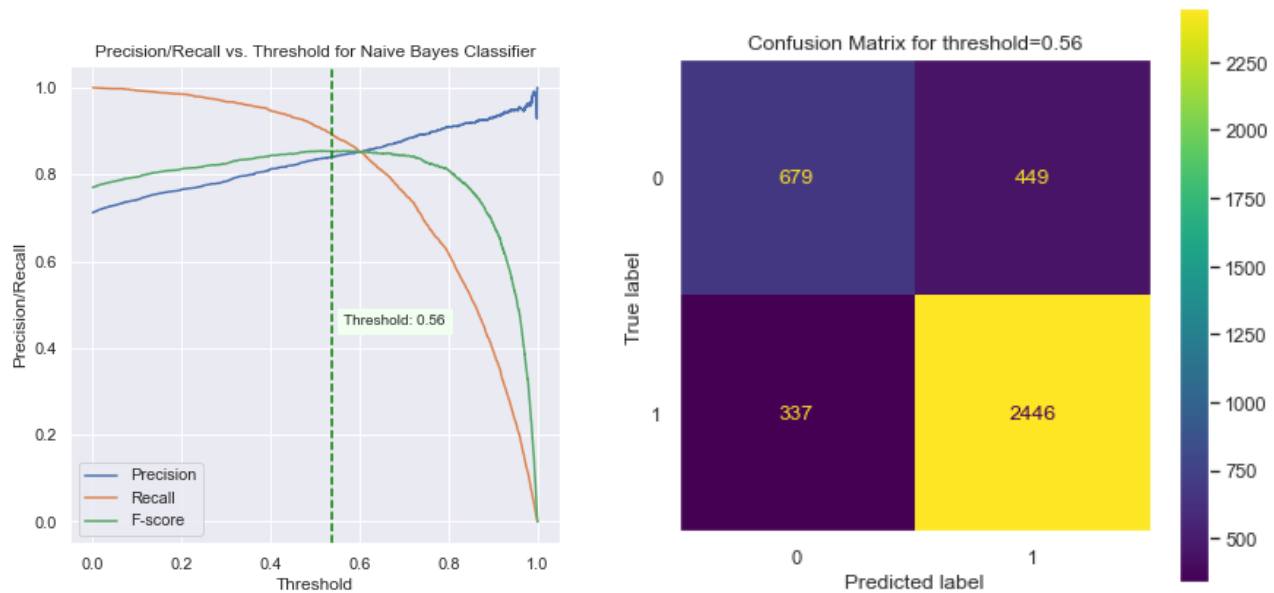 Precision/Recall vs. Threshold for Naive Bayes Classifier
Precision/Recall
1.0
0.8
0.6
0.4
0.2
0.0
Threshold: 0.56
Precision
Recall
F-score
0.0 0.2 0.4 0.6 0.8 1.0
Threshold
Confusion Matrix for threshold=0.56
True label
0
679 449
1
337 2446
0 1
Predicted label
2250
2000
1750
1500
1250
1000
750
500